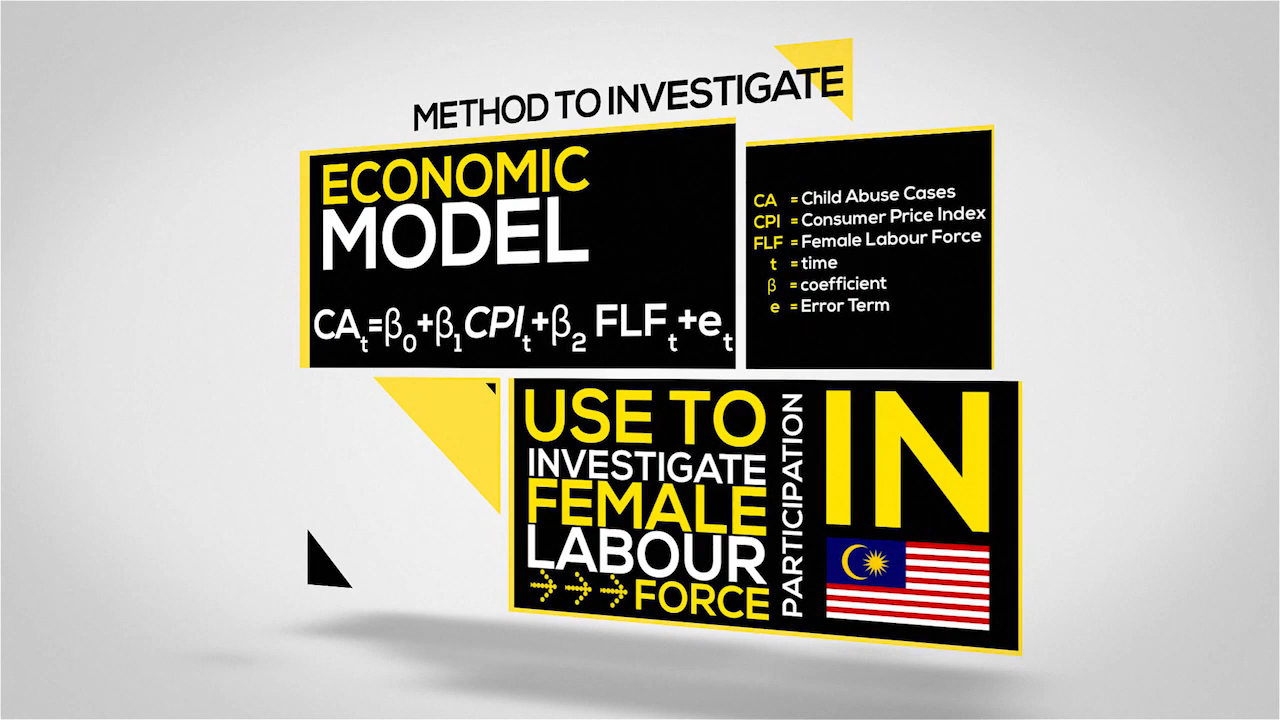 METHOD TO INVESTIGATE
ECONOMIC
MODEL
CAₜ=β₀+β₁CPIₜ+β₂ FLFₜ+eₜ
CA = Child Abuse Cases
CPI = Consumer Price Index
FLF = Female Labour Force
t = time
β = coefficient
e = Error Term
USE TO
INVESTIGATE
FEMALE
LABOUR
FORCE
PARTICIPATION
IN